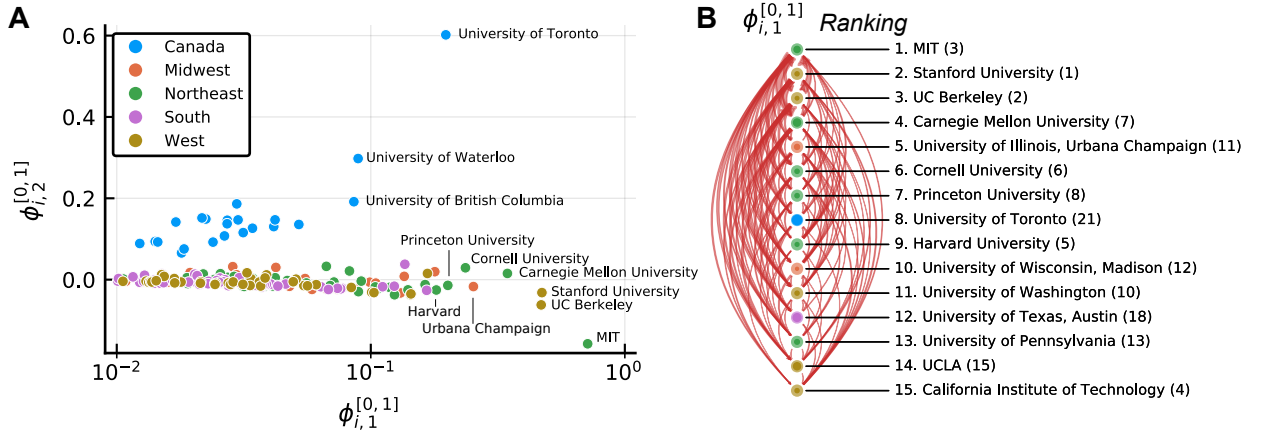 A
ϕ_{i,2}^{[0,1]}
0.6
0.4
0.2
0.0
Canada
Midwest
Northeast
South
West
University of Toronto
University of Waterloo
University of British Columbia
Princeton University
Cornell University
Carnegie Mellon University
Stanford University
UC Berkeley
Harvard
Urbana Champaign
MIT
10^{-2}
10^{-1}
10^{0}
ϕ_{i,1}^{[0,1]}
B
ϕ_{i,1}^{[0,1]} Ranking
1. MIT (3)
2. Stanford University (1)
3. UC Berkeley (2)
4. Carnegie Mellon University (7)
5. University of Illinois, Urbana Champaign (11)
6. Cornell University (6)
7. Princeton University (8)
8. University of Toronto (21)
9. Harvard University (5)
10. University of Wisconsin, Madison (12)
11. University of Washington (10)
12. University of Texas, Austin (18)
13. University of Pennsylvania (13)
14. UCLA (15)
15. California Institute of Technology (4)